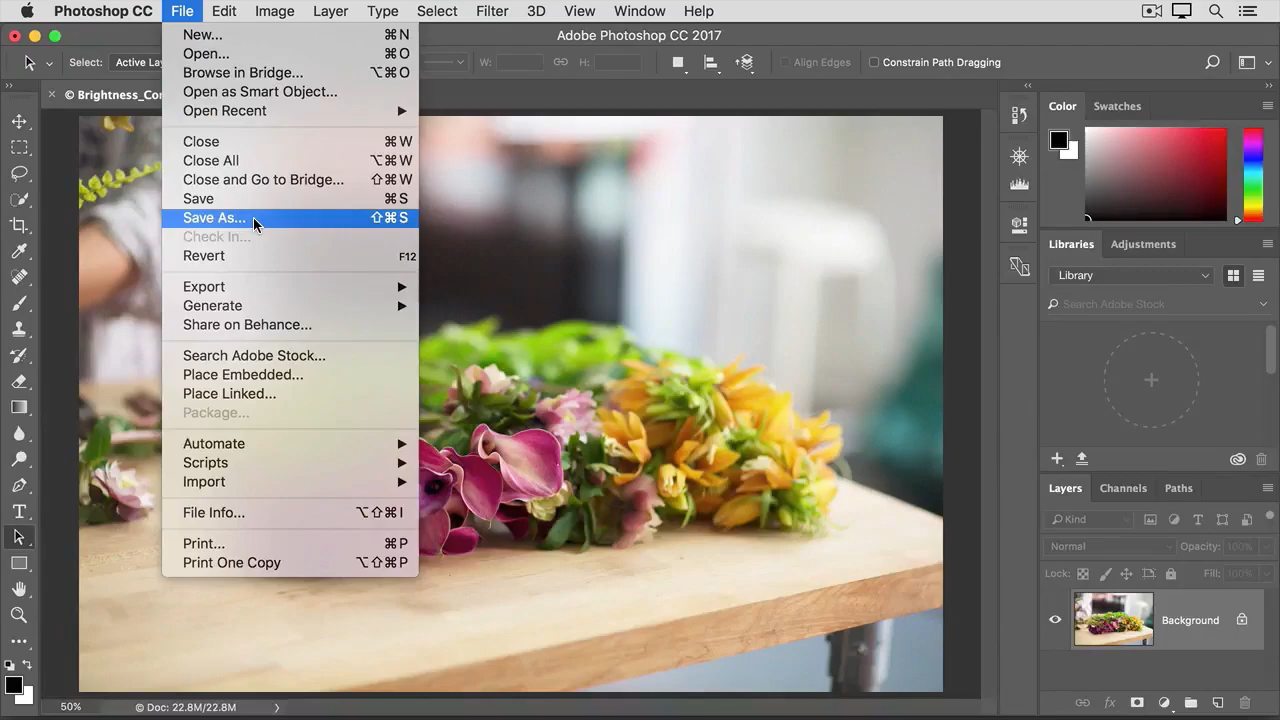 Photoshop CC File Edit Image Layer Type Select Filter 3D View Window Help
Adobe Photoshop CC 2017
Select: Active Lay W: H: Align Edges Constrain Path Dragging
© Brightness_Con
New... ⌘N
Open... ⌘O
Browse in Bridge... ⌥⌘O
Open as Smart Object...
Open Recent
Close ⌘W
Close All ⌥⌘W
Close and Go to Bridge... ⇧⌘W
Save ⌘S
Save As... ⇧⌘S
Check In...
Revert F12
Export
Generate
Share on Behance...
Search Adobe Stock...
Place Embedded...
Place Linked...
Package...
Automate
Scripts
Import
File Info... ⌥⇧⌘I
Print... ⌘P
Print One Copy ⌥⇧⌘P
Color Swatches
Libraries Adjustments
Library
Search Adobe Stock
Layers Channels Paths
Kind
Normal Opacity: 100%
Lock: Fill: 100%
Background
50% © Doc: 22.8M/22.8M